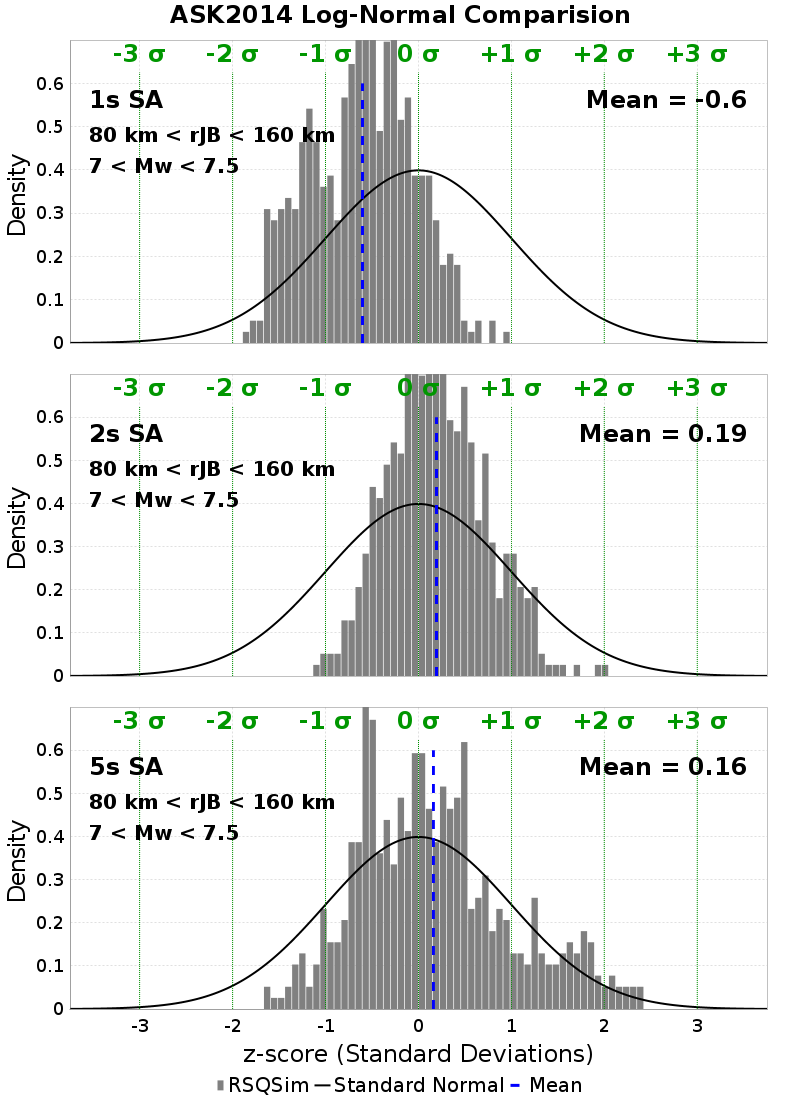 ASK2014 Log-Normal Comparision
-3 σ -2 σ -1 σ 0 σ +1 σ +2 σ +3 σ
1s SA Mean = -0.6
80 km < rJB < 160 km
7 < Mw < 7.5
Density
0.6
0.5
0.4
0.3
0.2
0.1
0
-3 σ -2 σ -1 σ 0 σ +1 σ +2 σ +3 σ
2s SA Mean = 0.19
80 km < rJB < 160 km
7 < Mw < 7.5
Density
0.6
0.5
0.4
0.3
0.2
0.1
0
-3 σ -2 σ -1 σ 0 σ +1 σ +2 σ +3 σ
5s SA Mean = 0.16
80 km < rJB < 160 km
7 < Mw < 7.5
Density
0.6
0.5
0.4
0.3
0.2
0.1
0
-3 -2 -1 0 1 2 3
z-score (Standard Deviations)
RSQSim Standard Normal Mean